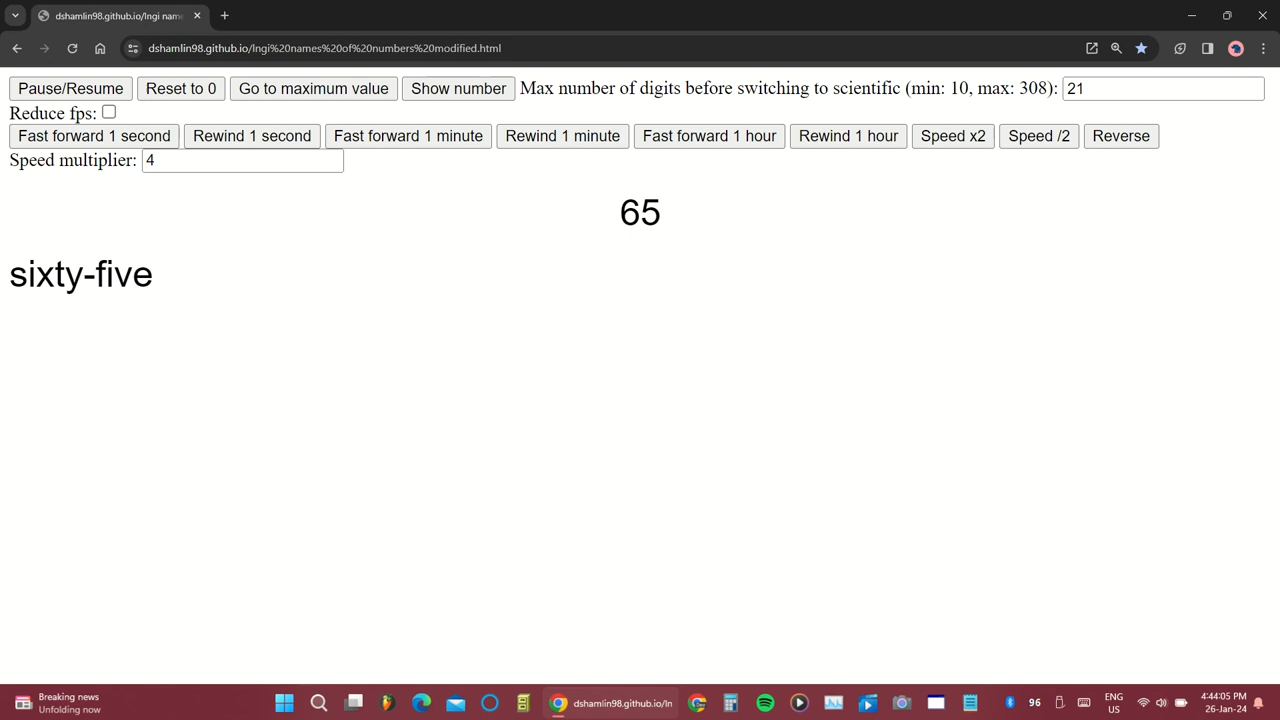 dshamlin98.github.io/lngi name
dshamlin98.github.io/lngi%20names%20of%20numbers%20modified.html
Pause/Resume Reset to 0 Go to maximum value Show number Max number of digits before switching to scientific (min: 10, max: 308): 21
Reduce fps:
Fast forward 1 second Rewind 1 second Fast forward 1 minute Rewind 1 minute Fast forward 1 hour Rewind 1 hour Speed x2 Speed /2 Reverse
Speed multiplier: 4
65
sixty-five
Breaking news
Unfolding now
dshamlin98.github.io/ln
96
ENG
US
4:44:05 PM
26-Jan-24